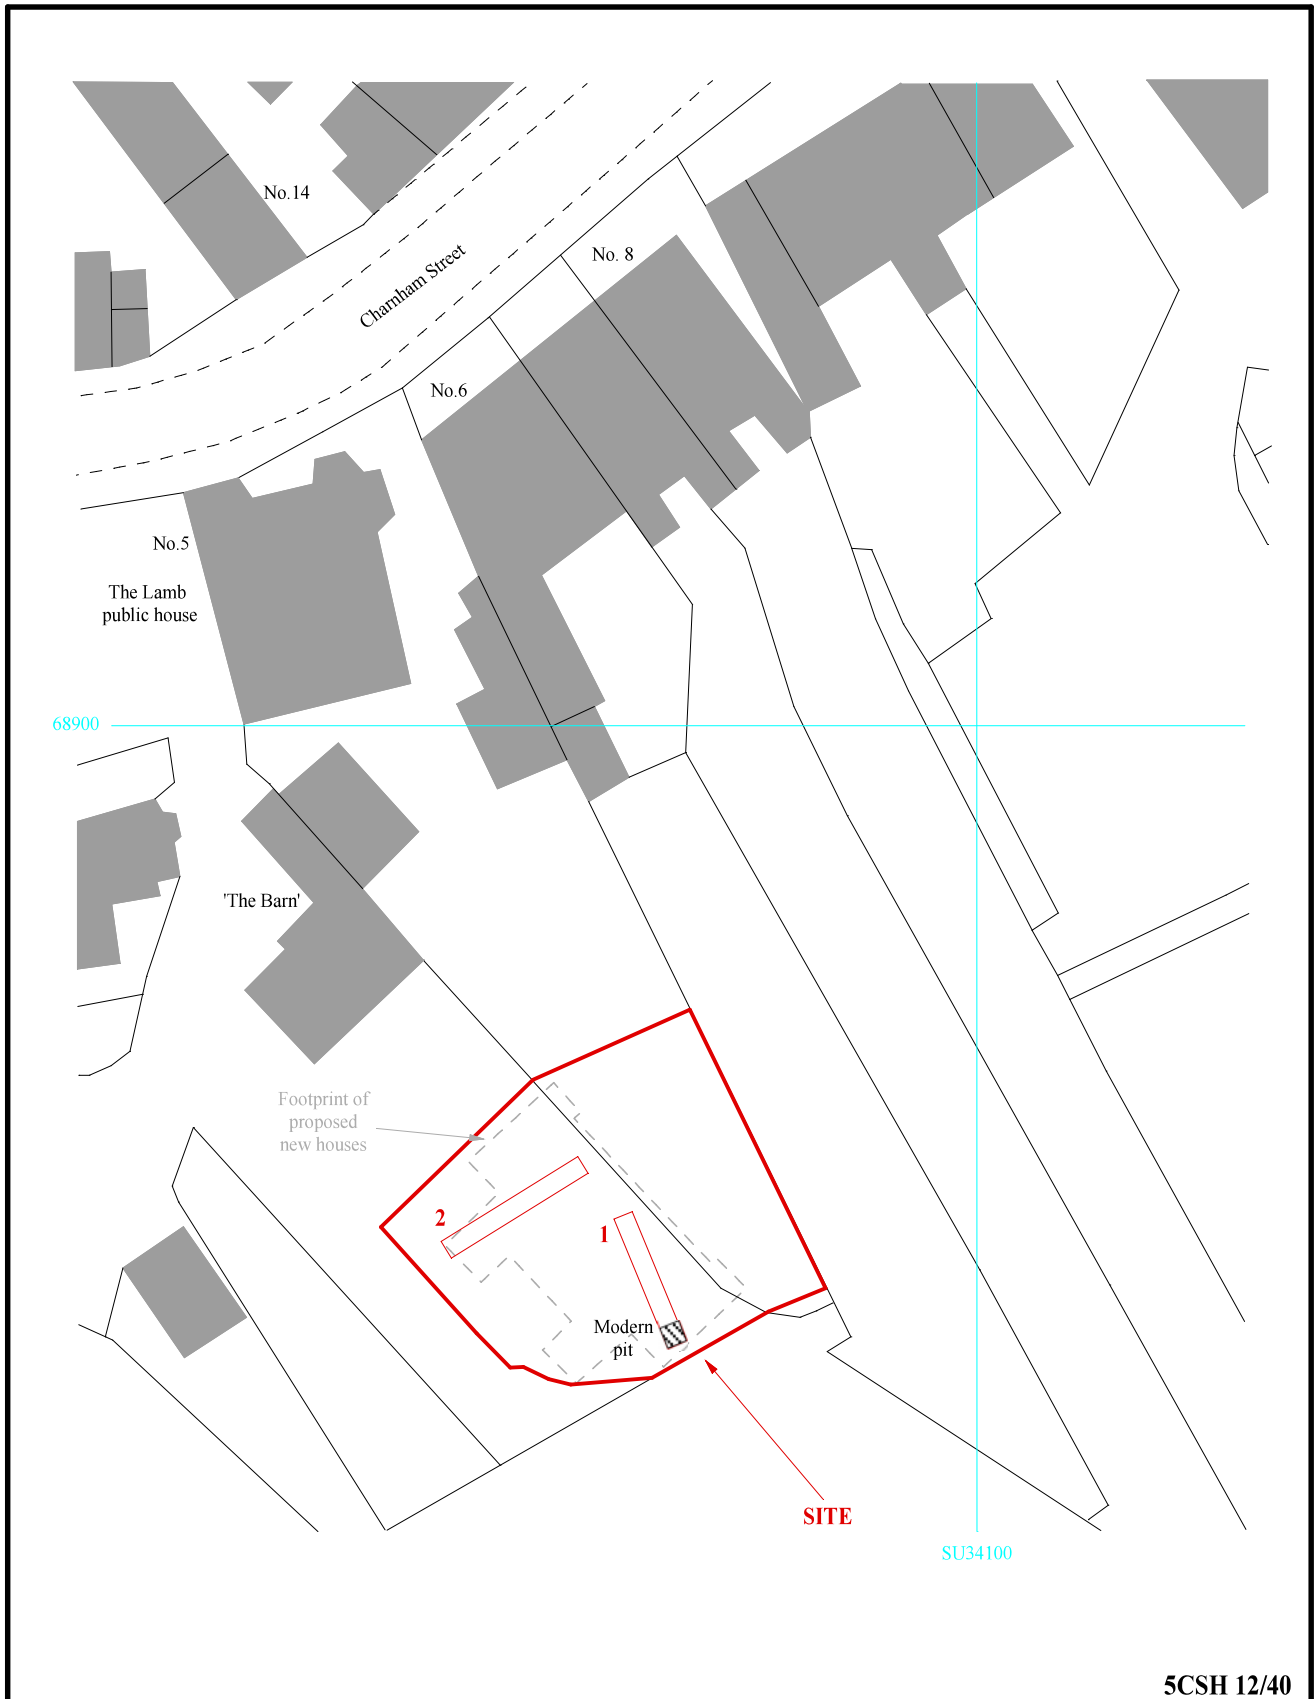 No.14
Charnham Street
No. 8
No.6
No.5
The Lamb
public house
68900
'The Barn'
Footprint of
proposed
new houses
2
1
Modern
pit
SITE
SU34100
5CSH 12/40